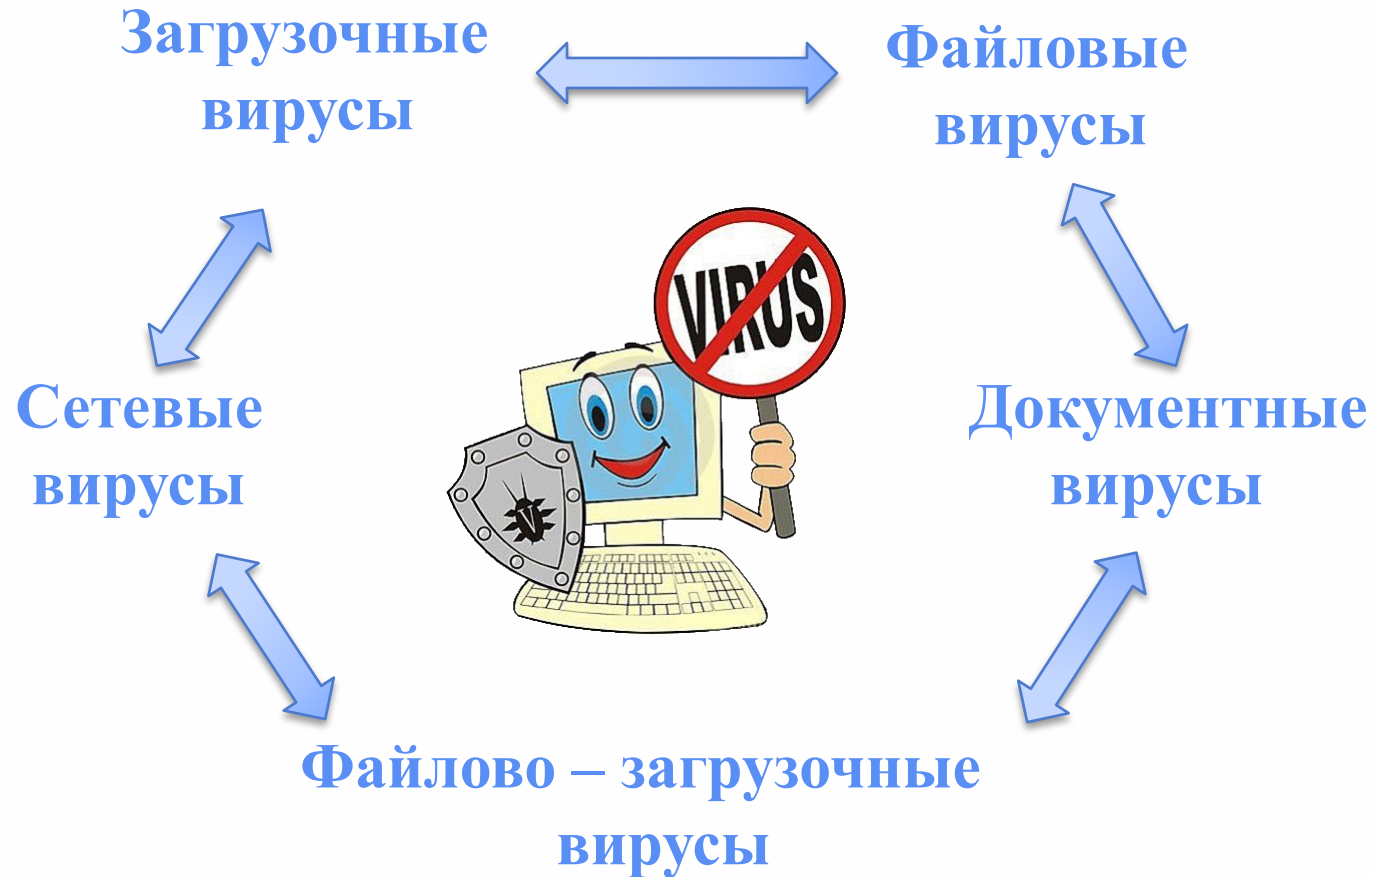 Загрузочные
вирусы
Файловые
вирусы
VIRUS
Сетевые
вирусы
Документные
вирусы
V
Файлово – загрузочные
вирусы